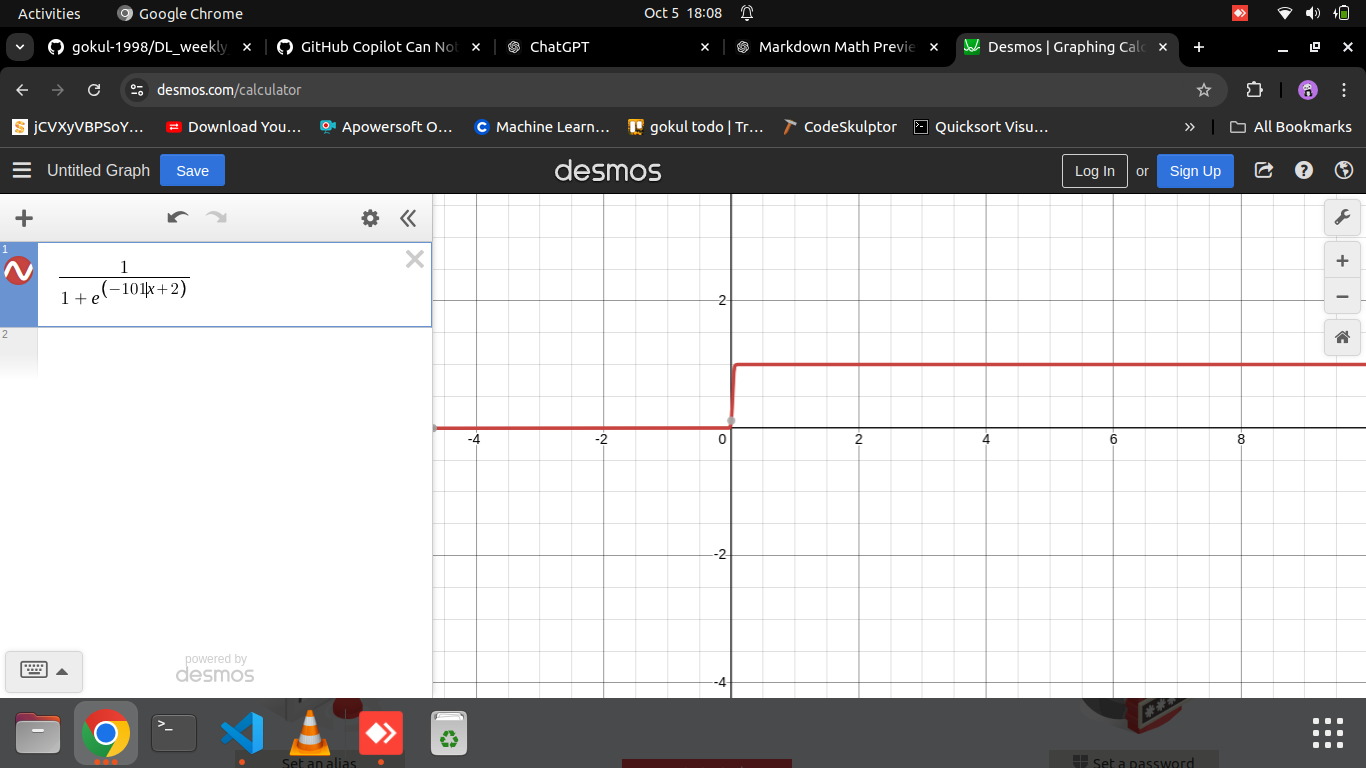 Activities Google Chrome Oct 5 18:08
gokul-1998/DL_weekly GitHub Copilot Can No ChatGPT Markdown Math Previe Desmos | Graphing Calc
desmos.com/calculator
jCVXyVBPSoY... Download You... Apowersoft O... Machine Learn... gokul todo | Tr... CodeSkulptor Quicksort Visu... » All Bookmarks
Untitled Graph Save desmos Log In or Sign Up
1
1
1 + e^(−101x+2)
2
2
-4 -2 0 2 4 6 8
-2
-4
powered by
desmos
Set an alias Set a password